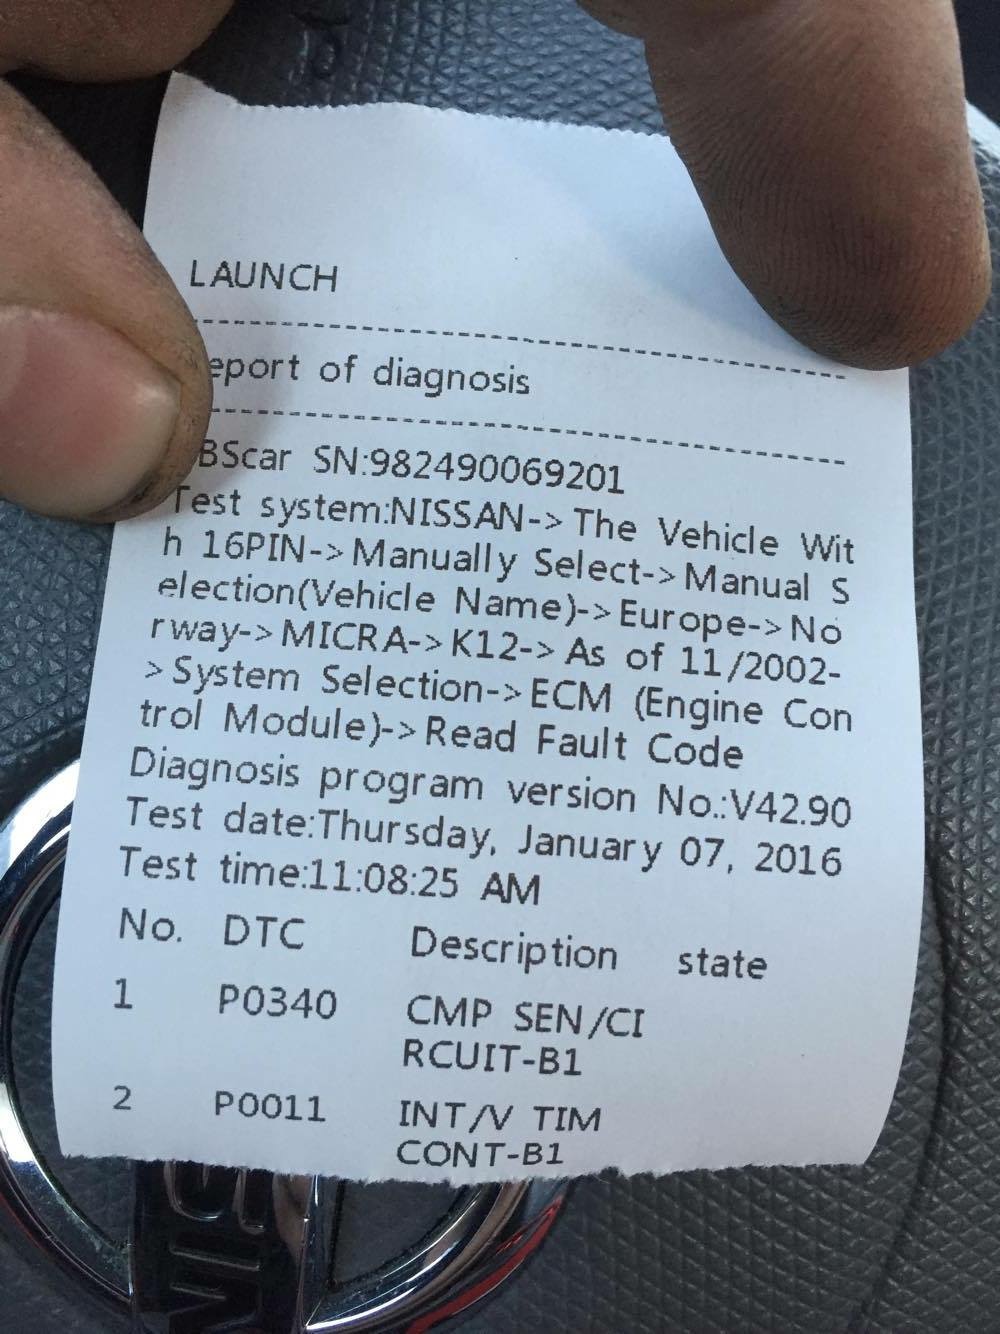 LAUNCH
eport of diagnosis
BScar SN:982490069201
Test system:NISSAN->The Vehicle Wit
h 16PIN->Manually Select->Manual S
election(Vehicle Name)->Europe->No
rway->MICRA->K12->As of 11/2002-
>System Selection->ECM (Engine Con
trol Module)->Read Fault Code
Diagnosis program version No.:V42.90
Test date:Thursday, January 07, 2016
Test time:11:08:25 AM
No. DTC Description state
1 P0340 CMP SEN/CI
RCUIT-B1
2 P0011 INT/V TIM
CONT-B1